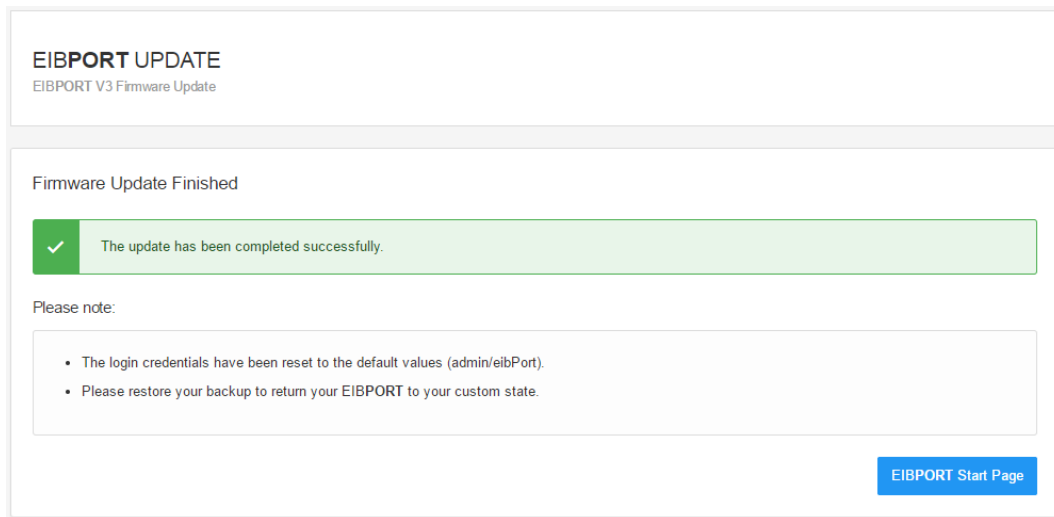 EIBPORT UPDATE
EIBPORT V3 Firmware Update
Firmware Update Finished
The update has been completed successfully.
Please note:
• The login credentials have been reset to the default values (admin/eibPort).
• Please restore your backup to return your EIBPORT to your custom state.
EIBPORT Start Page